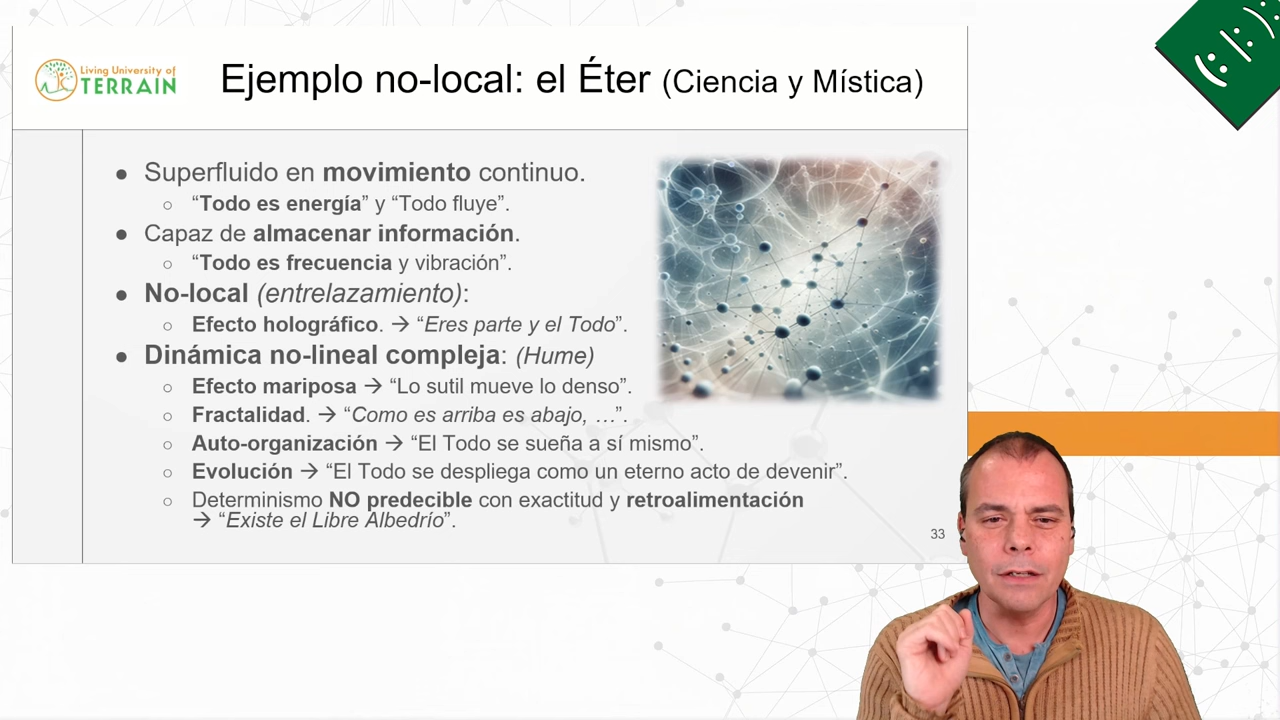 Living University of
TERRAIN
Ejemplo no-local: el Éter (Ciencia y Mística)
● Superfluido en movimiento continuo.
○ “Todo es energía” y “Todo fluye”.
● Capaz de almacenar información.
○ “Todo es frecuencia y vibración”.
● No-local (entrelazamiento):
○ Efecto holográfico. → “Eres parte y el Todo”.
● Dinámica no-lineal compleja: (Hume)
○ Efecto mariposa → “Lo sutil mueve lo denso”.
○ Fractalidad. → “Como es arriba es abajo, …”.
○ Auto-organización → “El Todo se sueña a sí mismo”.
○ Evolución → “El Todo se despliega como un eterno acto de devenir”.
○ Determinismo NO predecible con exactitud y retroalimentación
→ “Existe el Libre Albedrío”.
33